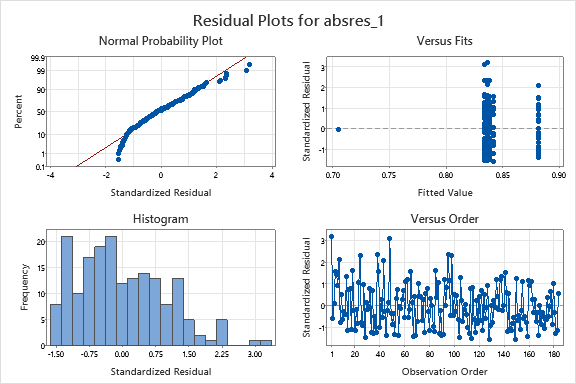 Residual Plots for absres_1
Normal Probability Plot
Versus Fits
99.9
99
90
50
10
1
0.1
Percent
-4 -2 0 2 4
Standardized Residual
3
2
1
0
-1
Standardized Residual
0.70 0.75 0.80 0.85 0.90
Fitted Value
Histogram
Versus Order
20
15
10
5
0
Frequency
-1.50 -0.75 0.00 0.75 1.50 2.25 3.00
Standardized Residual
3
2
1
0
-1
Standardized Residual
1 20 40 60 80 100 120 140 160 180
Observation Order